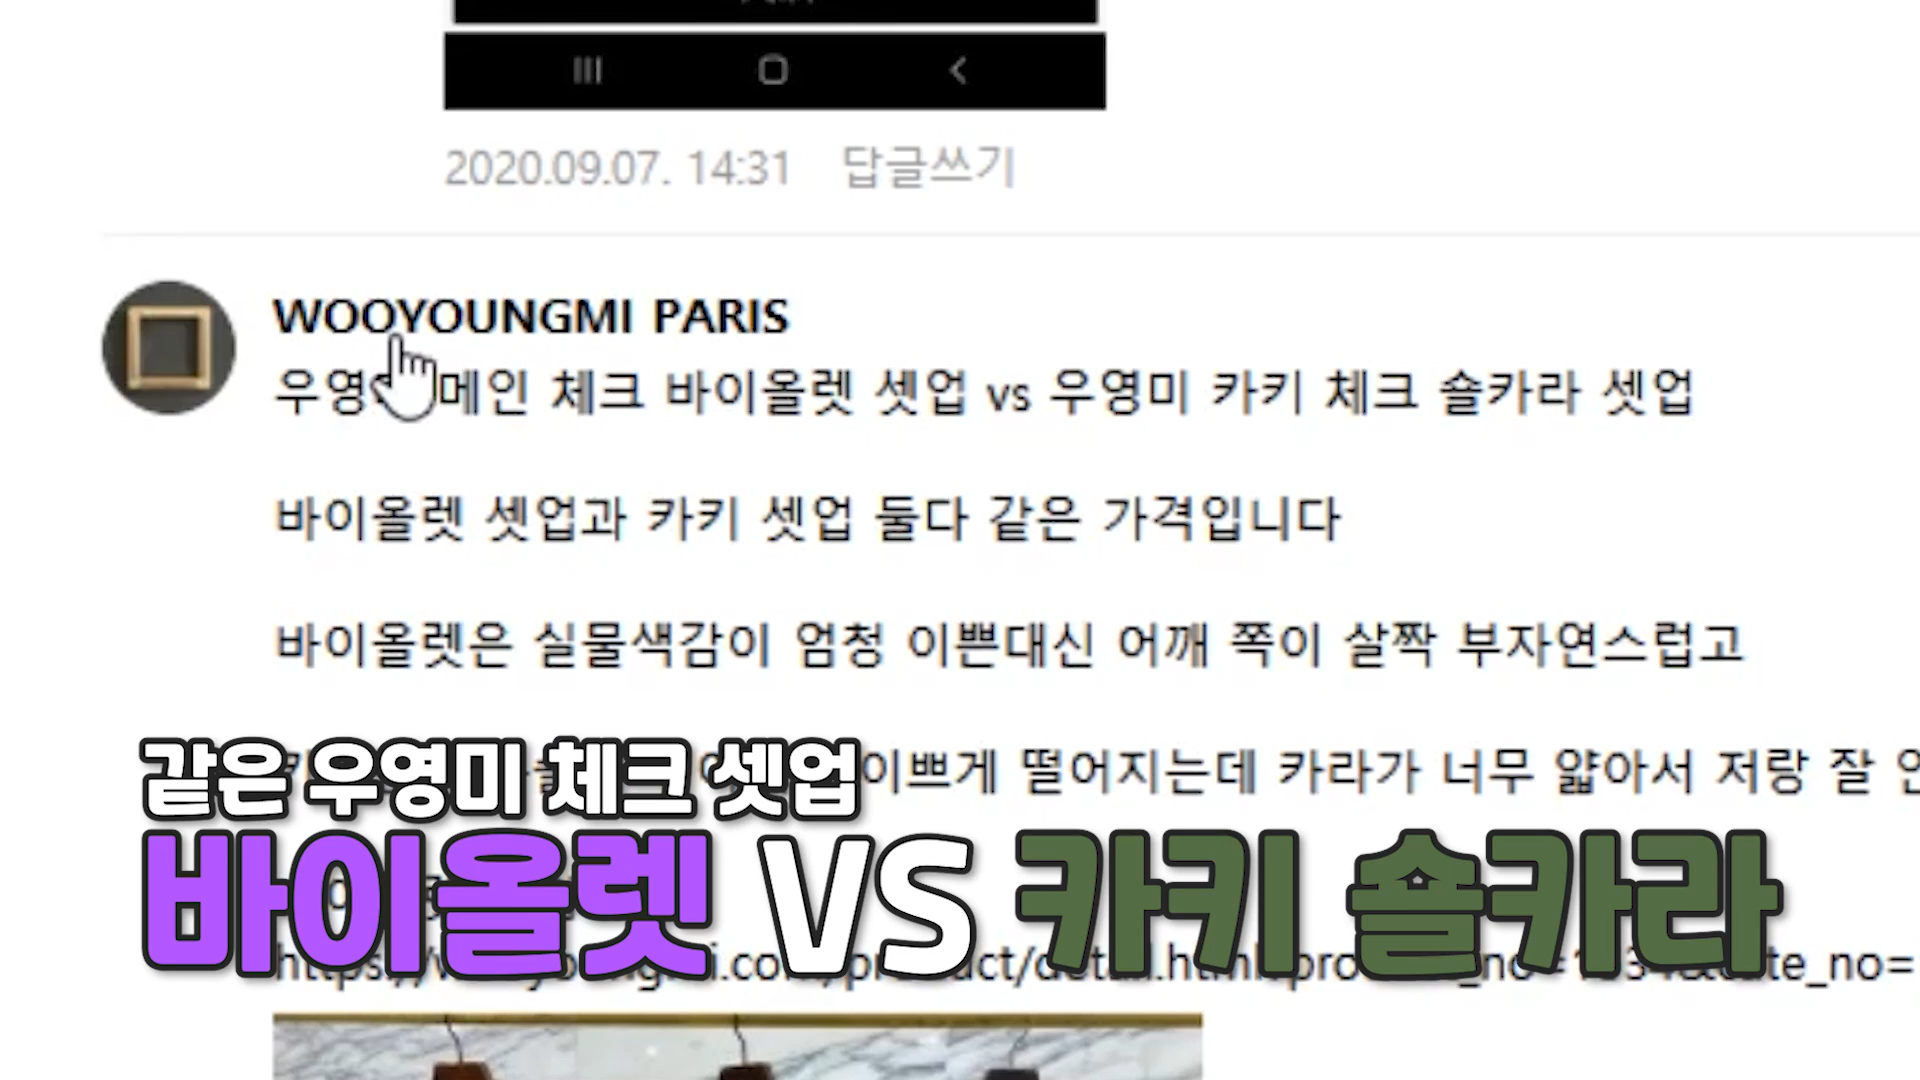 2020.09.07. 14:31 답글쓰기
WOOYOUNGMI PARIS
우영 메인 체크 바이올렛 셋업 vs 우영미 카키 체크 숄카라 셋업
바이올렛 셋업과 카키 셋업 둘다 같은 가격입니다
바이올렛은 실물색감이 엄청 이쁜대신 어깨 쪽이 살짝 부자연스럽고
이쁘게 떨어지는데 카라가 너무 얇아서 저랑 잘
같은 우영미 체크 셋업
바이올렛 VS 카키 숄카라